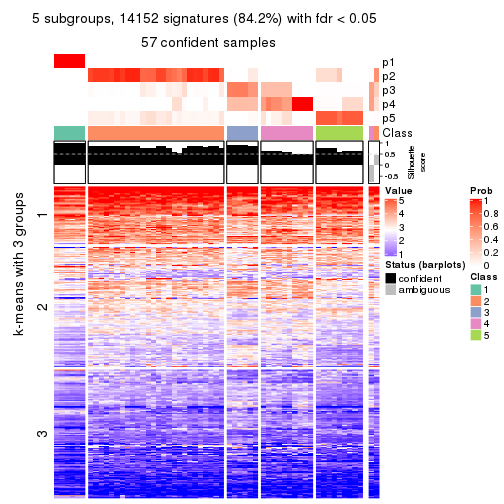 5 subgroups, 14152 signatures (84.2%) with fdr < 0.05
57 confident samples
p1
p2
p3
p4
p5
Class
1
0.5
0
-0.5
Silhouette
score
k-means with 3 groups
1
2
3
Value
5
4
3
2
1
Status (barplots)
confident
ambiguous
Prob
1
0.8
0.6
0.4
0.2
0
Class
1
2
3
4
5